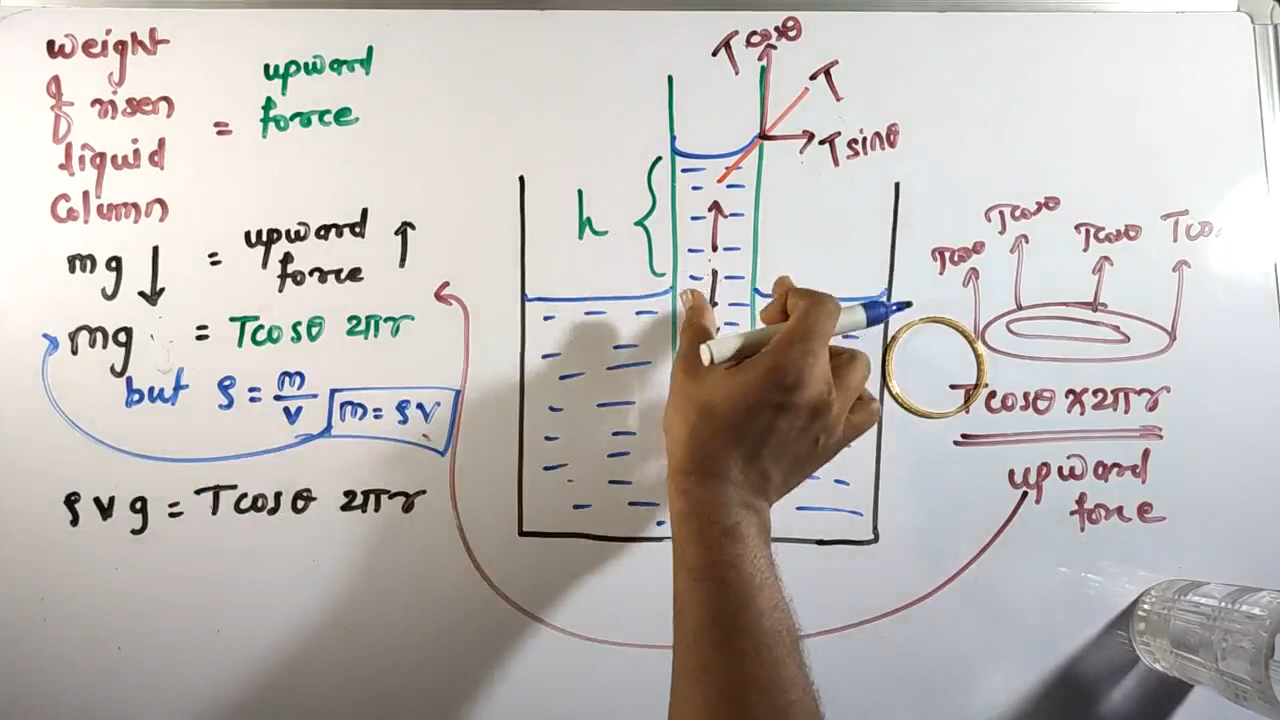 weight
of risen
liquid
Column
=
upward
force
mg ↓ = upward
force ↑
mg = Tcosθ 2πr
but ρ = m/v
m = ρv
ρvg = Tcosθ 2πr
Tcosθ
T
Tsinθ
h
Tcosθ
Tcosθ
Tcosθ
Tcosθ × 2πr
upward
force